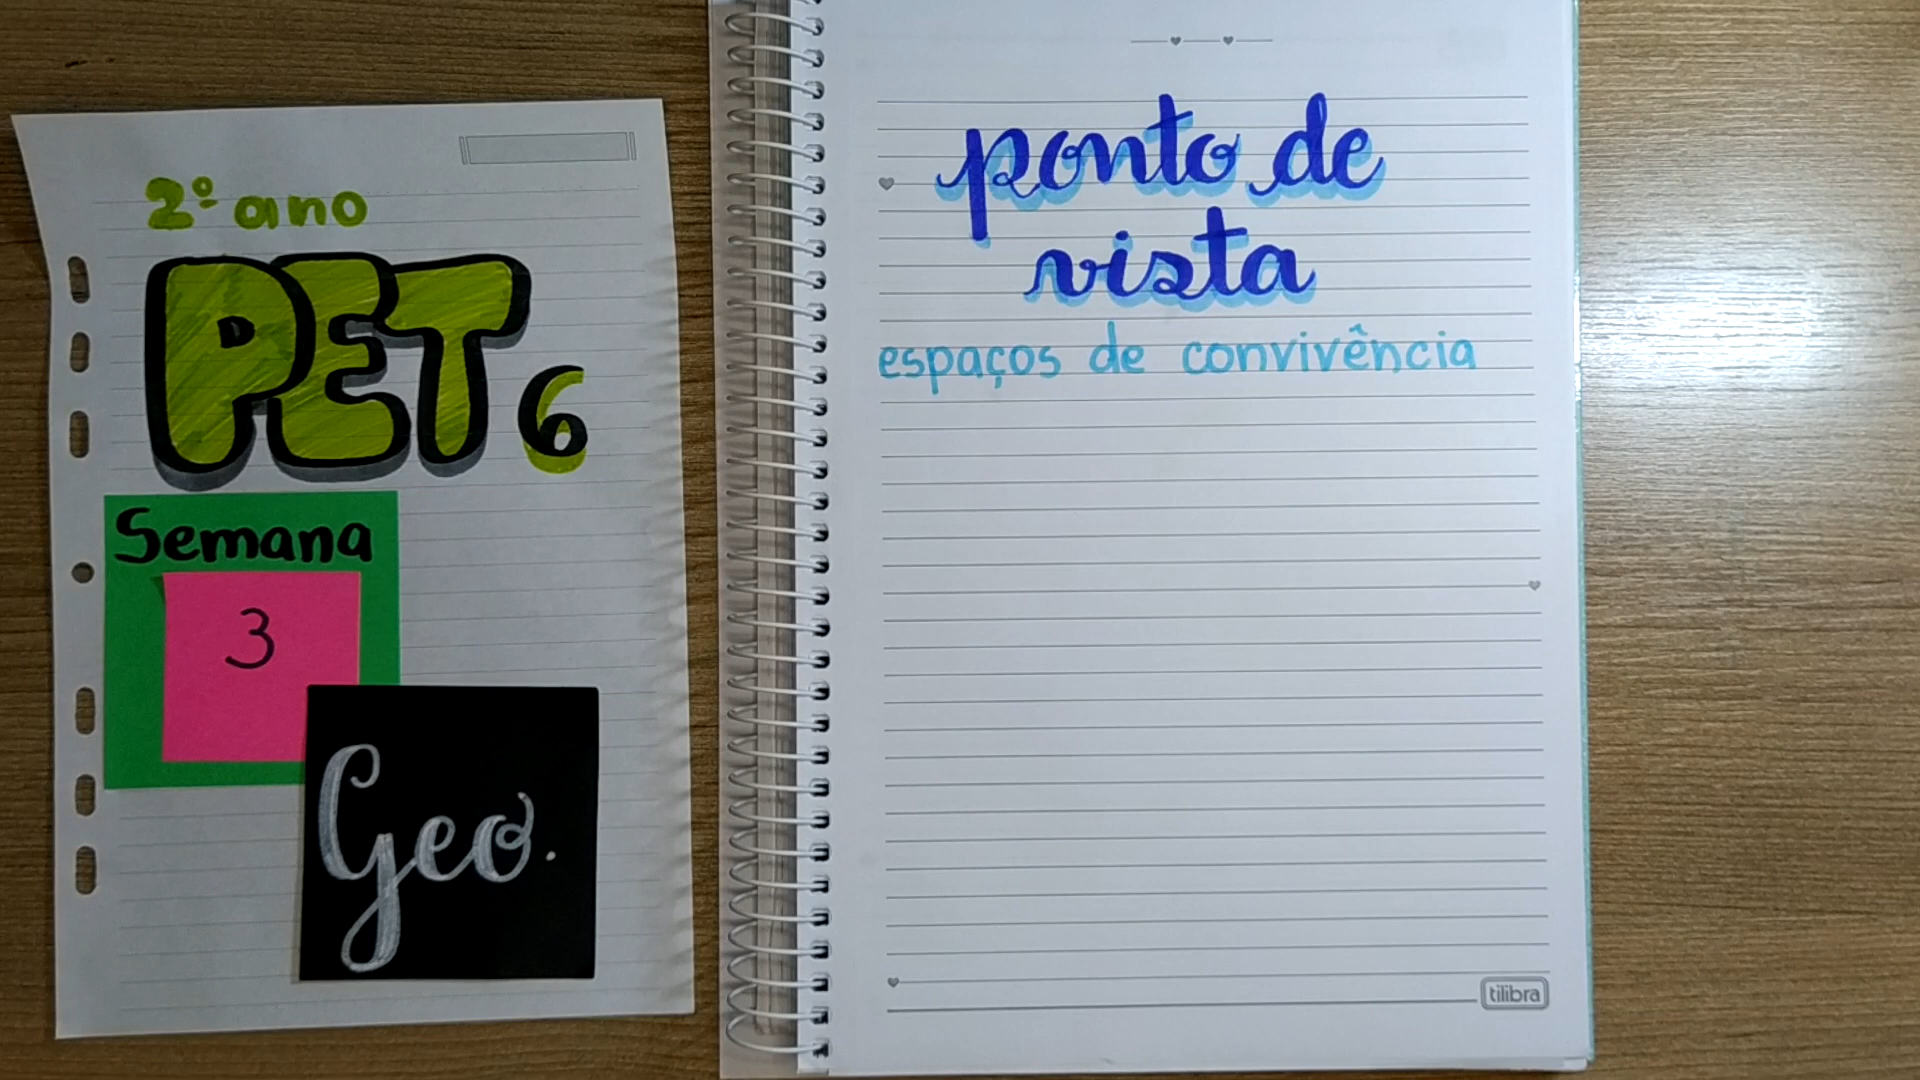 2º ano
PET 6
Semana
3
Geo.
ponto de
vista
espaços de convivência
tilibra